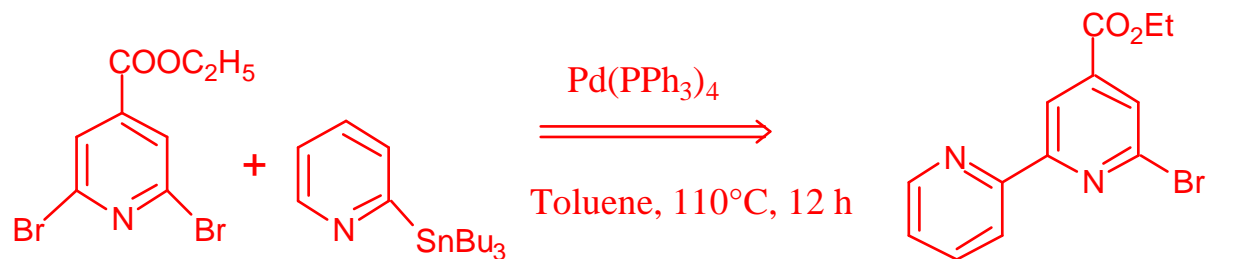 COOC₂H₅
Br
N
Br
+
N
SnBu₃
Pd(PPh₃)₄
Toluene, 110°C, 12 h
CO₂Et
N
N
Br